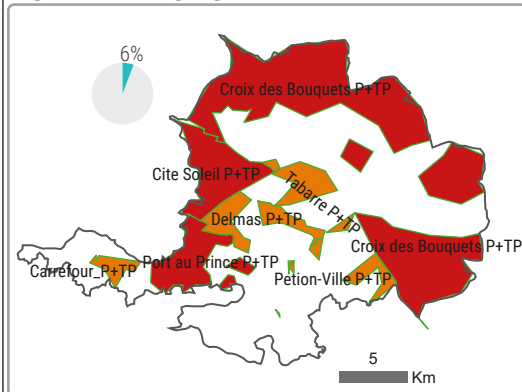 6%
Croix des Bouquets P+TP
Cite Soleil P+TP
Tabarre P+TP
Delmas P+TP
Croix des Bouquets P+TP
Carrefour_P+TP
Port au Prince P+TP
Petion-Ville P+TP
5
Km